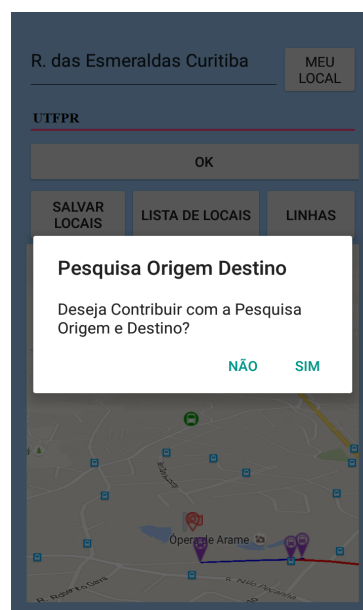 R. das Esmeraldas Curitiba
MEU
LOCAL
UTFPR
OK
SALVAR
LOCAIS
LISTA DE LOCAIS
LINHAS
Pesquisa Origem Destino
Deseja Contribuir com a Pesquisa
Origem e Destino?
NÃO
SIM
Ópera de Arame